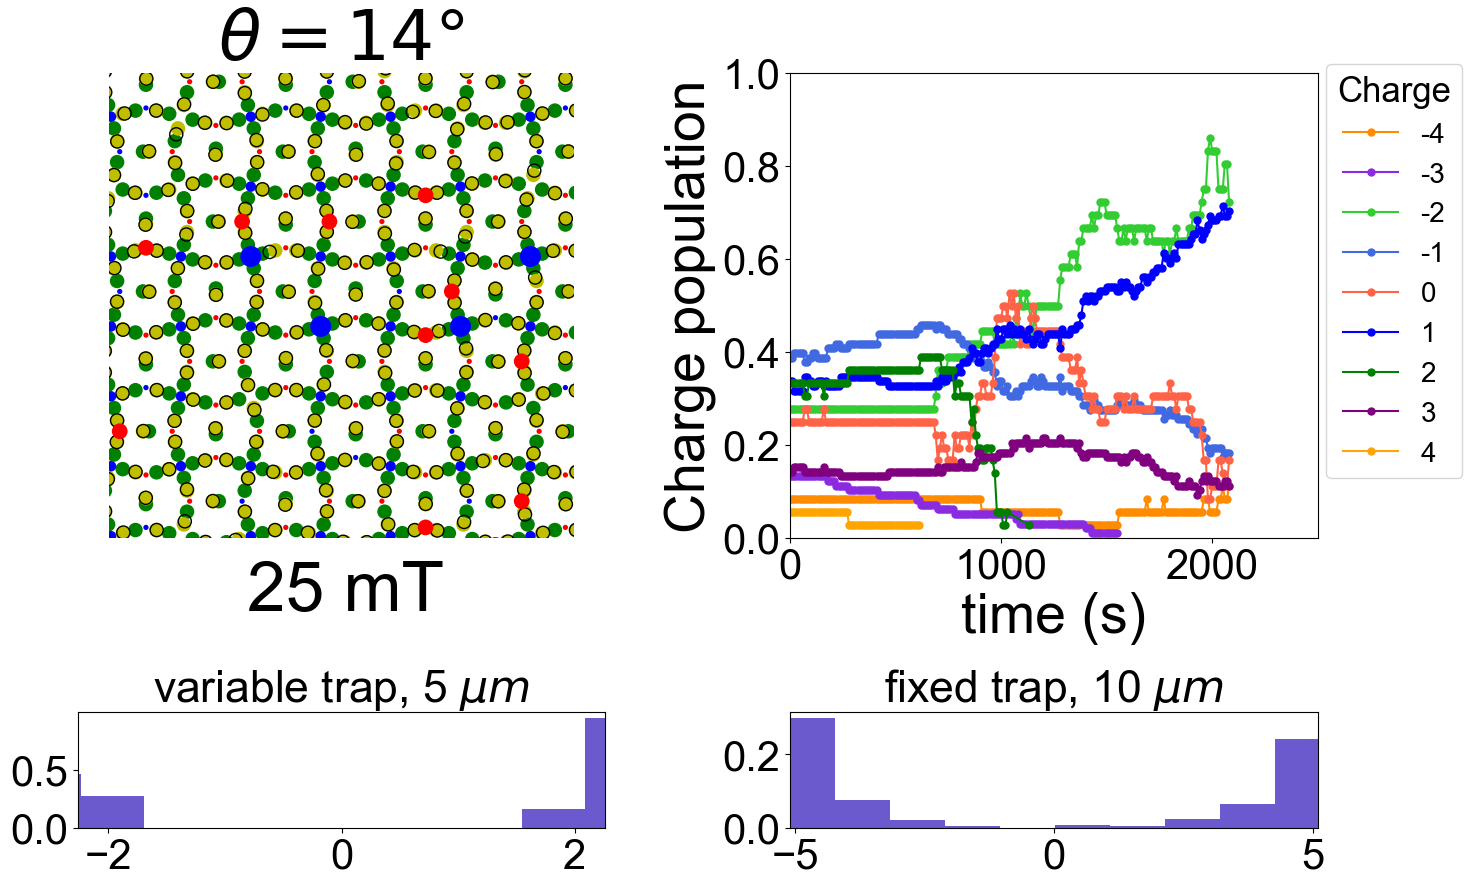 θ = 14°
25 mT
Charge population
1.0
0.8
0.6
0.4
0.2
0.0
0 1000 2000
time (s)
Charge
-4
-3
-2
-1
0
1
2
3
4
variable trap, 5 μm
0.5
0.0
−2 0 2
fixed trap, 10 μm
0.2
0.0
−5 0 5